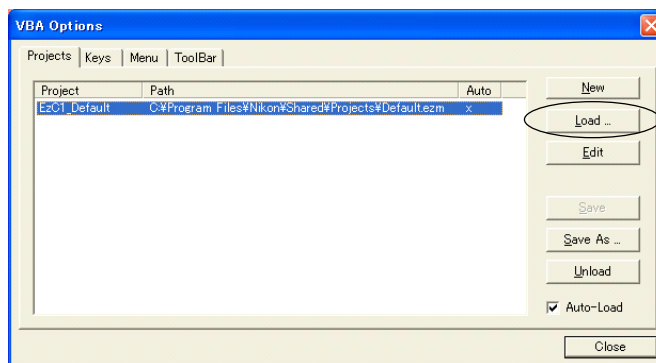 VBA Options
Projects Keys Menu ToolBar
Project Path Auto
EzC1_Default C:¥Program Files¥Nikon¥Shared¥Projects¥Default.ezm x
New
Load ...
Edit
Save
Save As ...
Unload
Auto-Load
Close